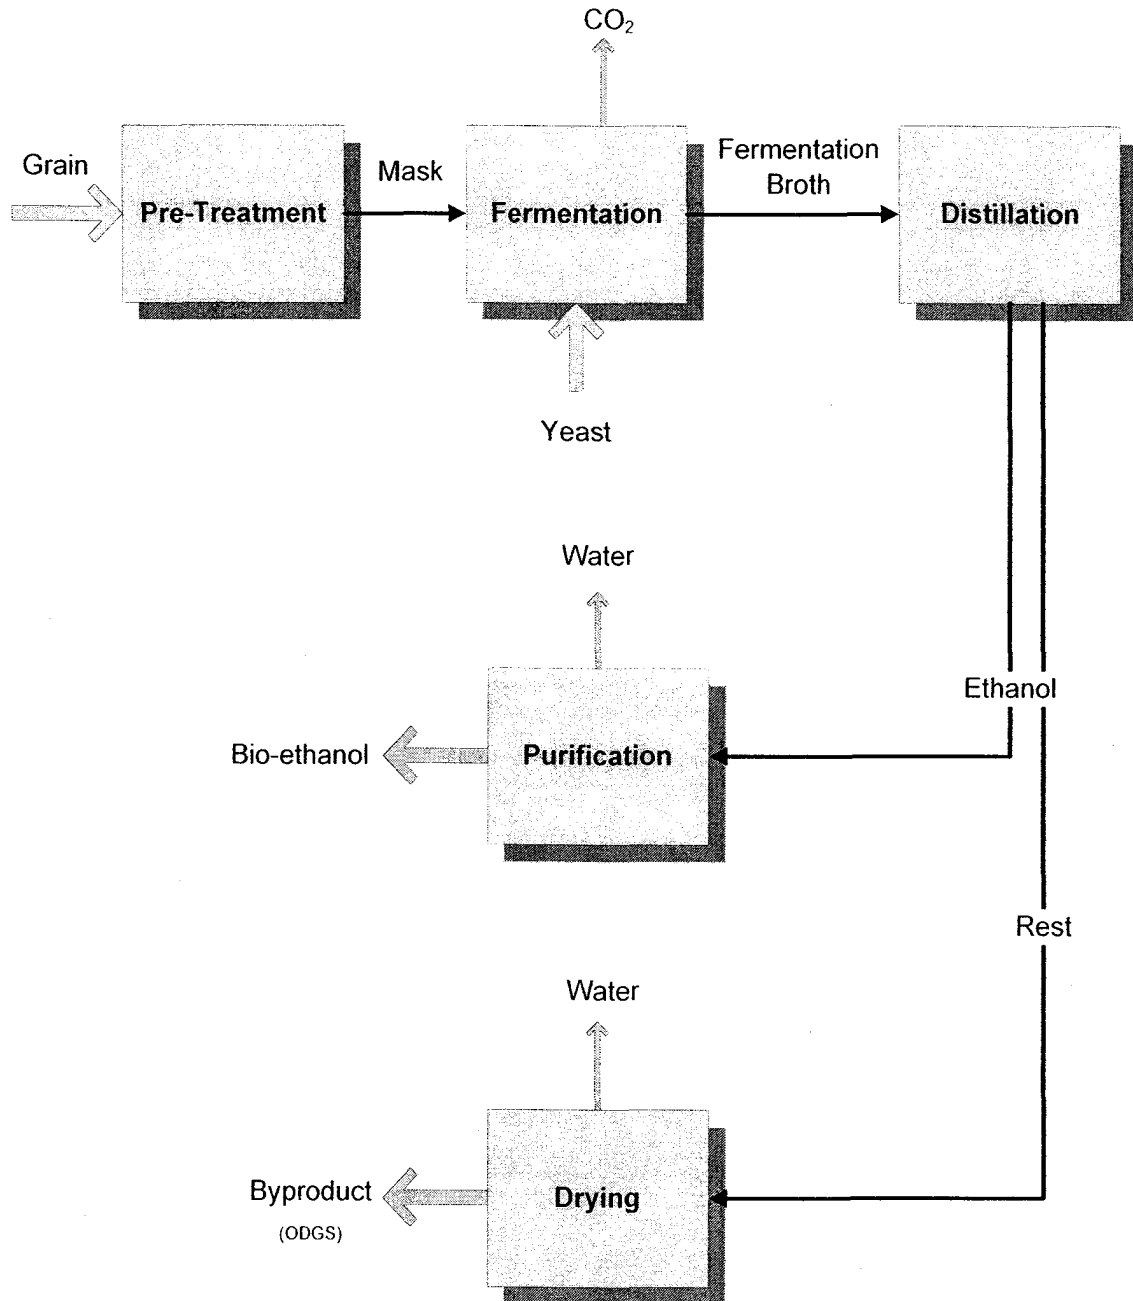 CO₂
Grain
Pre-Treatment
Mask
Fermentation
Fermentation
Broth
Distillation
Yeast
Water
Ethanol
Bio-ethanol
Purification
Rest
Water
Byproduct
(ODGS)
Drying